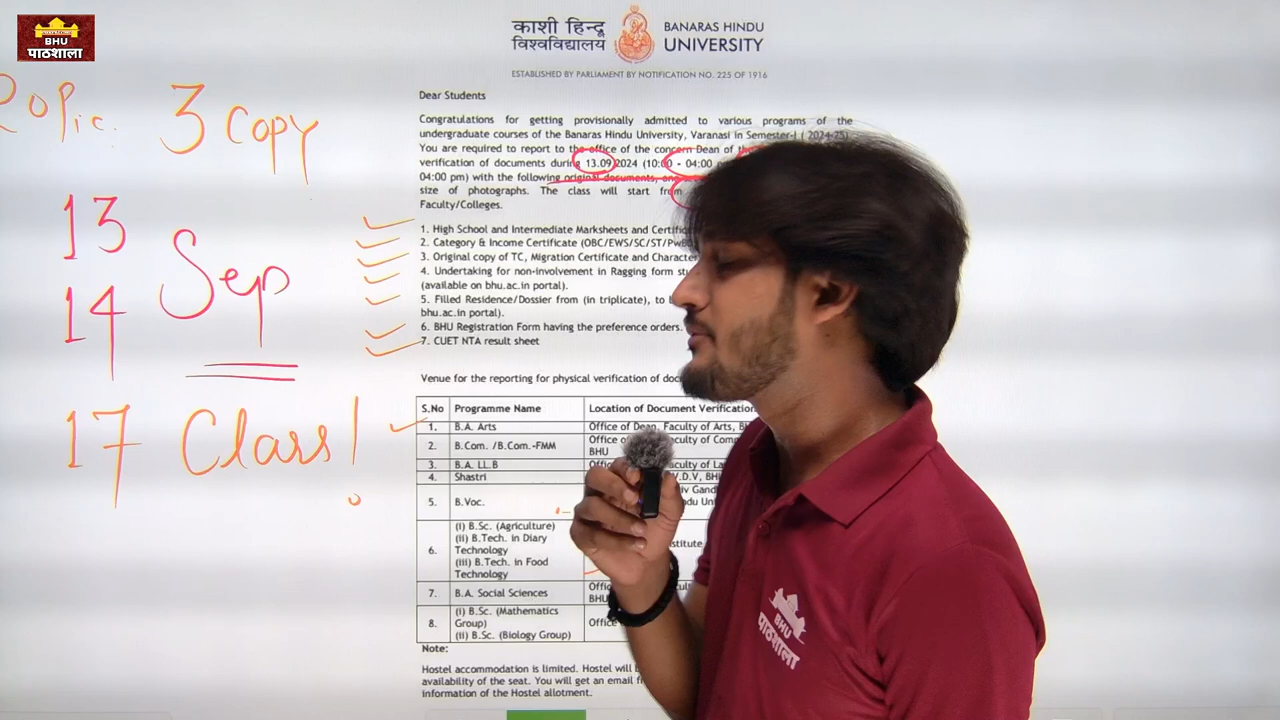 BHU
पाठशाला
काशी हिन्दू
विश्वविद्यालय
BANARAS HINDU
UNIVERSITY
ESTABLISHED BY PARLIAMENT BY NOTIFICATION NO. 225 OF 1916
3 Copy
13
14
Sep
17 Class!
Dear Students
Congratulations for getting provisionally admitted to various programs of the
undergraduate courses of the Banaras Hindu University, Varanasi in Semester-I ( 2024-25).
You are required to report to the office of the concern Dean of
verification of documents during 13.09 2024 (10:00 - 04:00
04:00 pm) with the following original documents,
size of photographs. The class will start from
Faculty/Colleges.
1. High School and Intermediate Marksheets and
2. Category & Income Certificate (OBC/EWS/SC/ST/PwBD
3. Original copy of TC, Migration Certificate and Character
4. Undertaking for non-involvement in Ragging form
(available on bhu.ac.in portal).
5. Filled Residence/Dossier from (in triplicate), to
bhu.ac.in portal).
6. BHU Registration Form having the preference orders.
7. CUET NTA result sheet
Venue for the reporting for physical verification of
S.No Programme Name Location of Document Verification
1. B.A. Arts Office of Dean, Faculty of Arts,
2. B.Com. /B.Com.-FMM Office
BHU
3. B.A. LL.B
4. Shastri
5. B.Voc.
6. (i) B.Sc. (Agriculture)
(ii) B.Tech. in Diary
Technology
(iii) B.Tech. in Food
Technology
7. B.A. Social Sciences
BHU
8. (i) B.Sc. (Mathematics
Group)
(ii) B.Sc. (Biology Group) Office
Note:
Hostel accommodation is limited. Hostel will
availability of the seat. You will get an email
information of the Hostel allotment.
BHU
पाठशाला